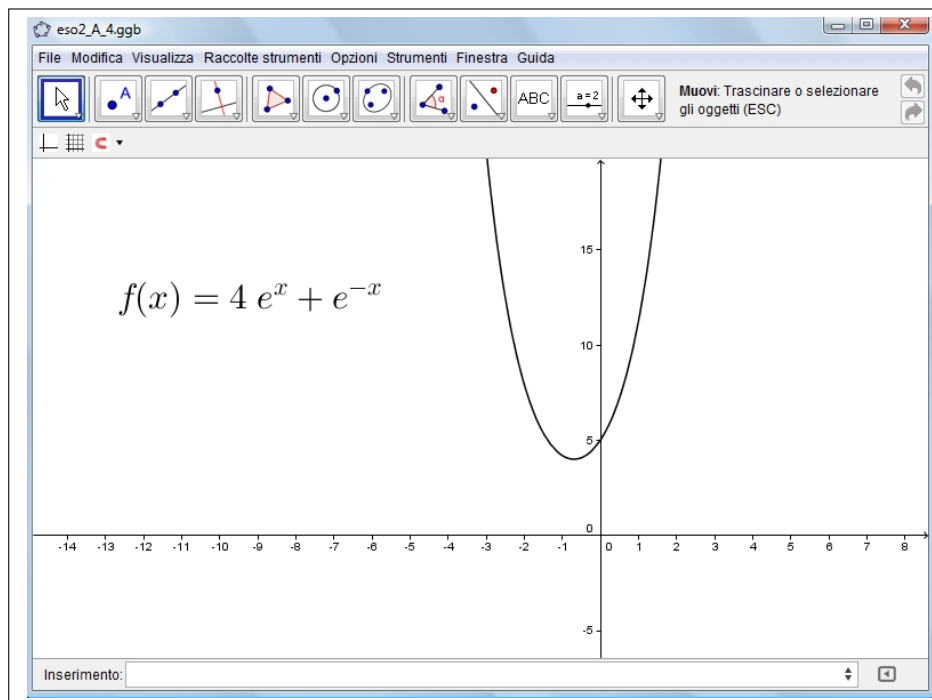 eso2_A_4.ggb
File Modifica Visualizza Raccolte strumenti Opzioni Strumenti Finestra Guida
A
α
ABC
a = 2
Muovi: Trascinare o selezionare
gli oggetti (ESC)
f(x) = 4 e^x + e^{-x}
15
10
5
0
-14 -13 -12 -11 -10 -9 -8 -7 -6 -5 -4 -3 -2 -1 0 1 2 3 4 5 6 7 8
-5
Inserimento: